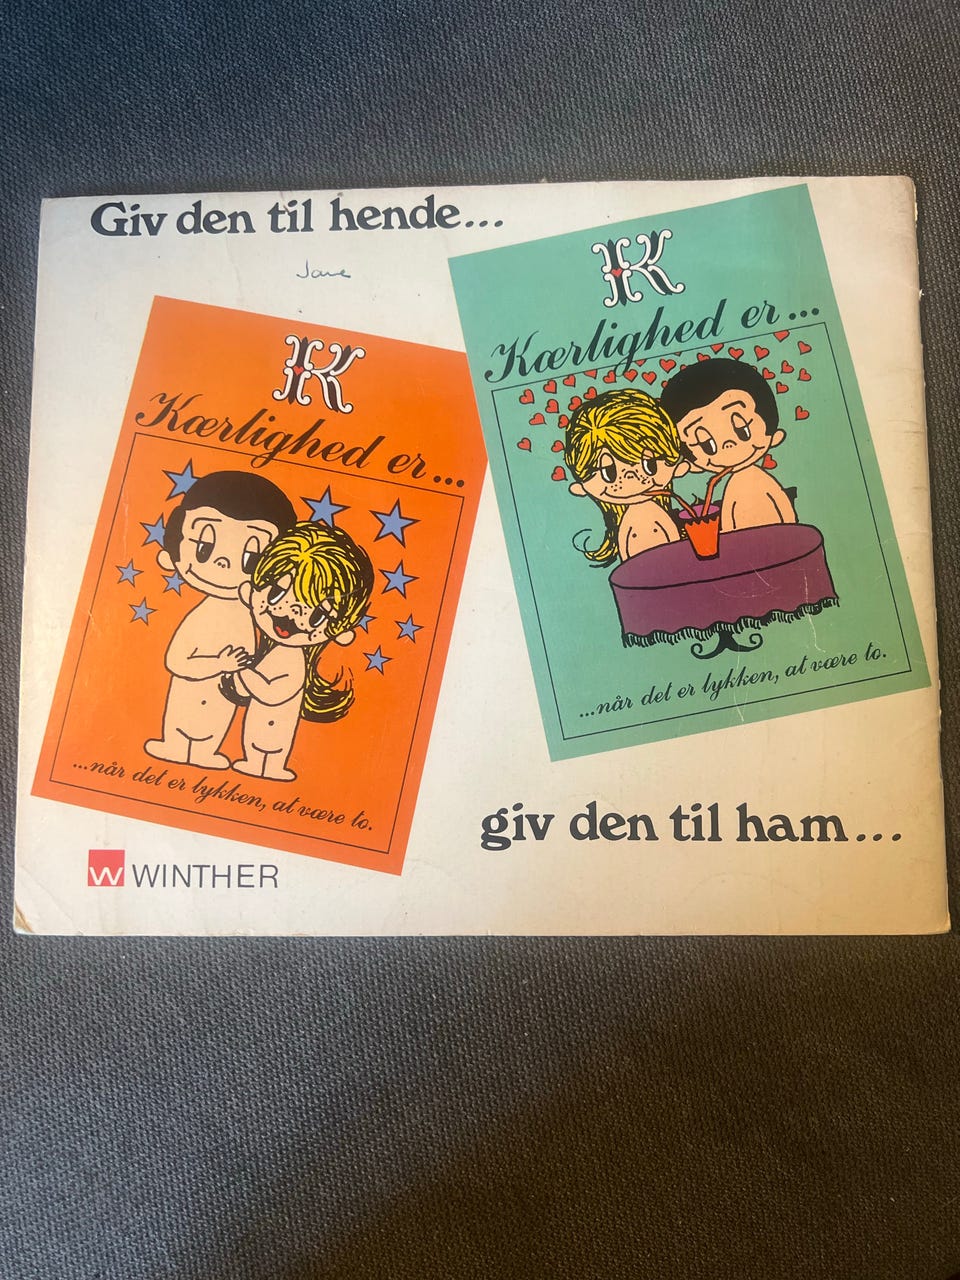 Giv den til hende...
Jane
K
Kærlighed er...
...når det er lykken, at være to.
K
Kærlighed er...
...når det er lykken, at være to.
giv den til ham...
W WINTHER